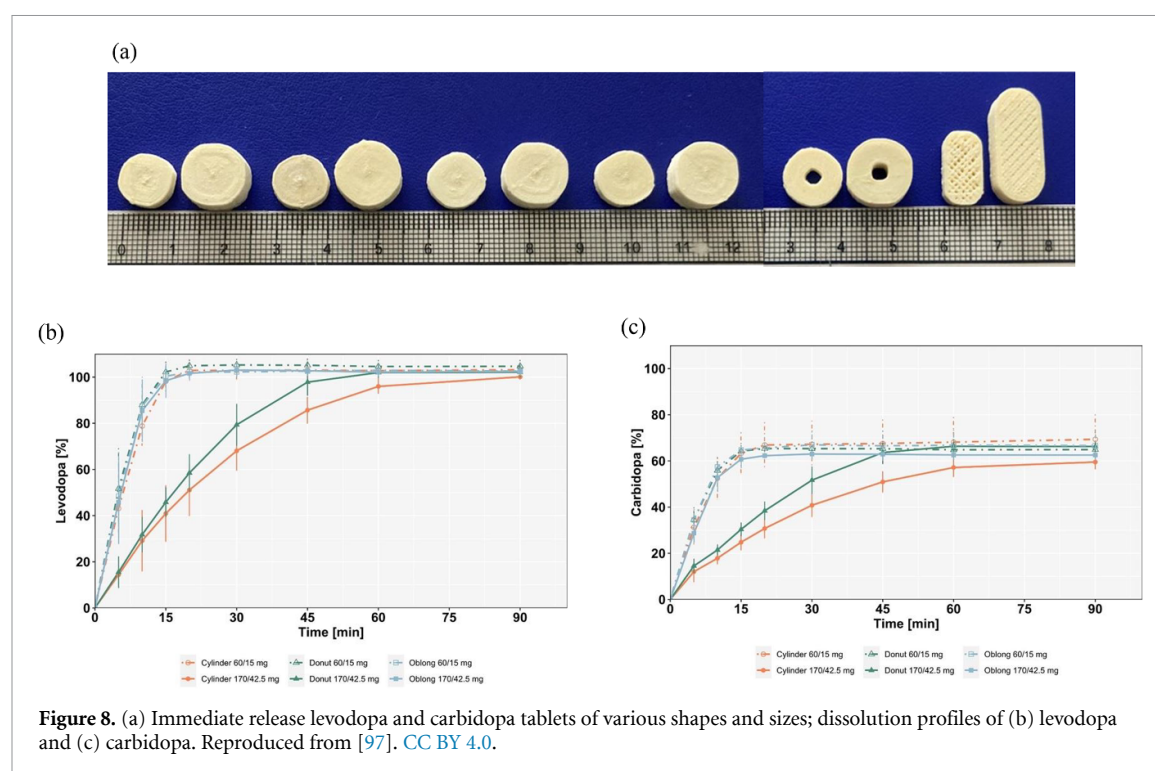 (a)
0 1 2 3 4 5 6 7 8 9 10 11 12 3 4 5 6 7 8
(b)
(c)
100
80
60
40
20
0
Levodopa [%]
0 15 30 45 60 75 90
Time [min]
Cylinder 60/15 mg Donut 60/15 mg Oblong 60/15 mg
Cylinder 170/42.5 mg Donut 170/42.5 mg Oblong 170/42.5 mg
100
80
60
40
20
0
Carbidopa [%]
0 15 30 45 60 75 90
Time [min]
Cylinder 60/15 mg Donut 60/15 mg Oblong 60/15 mg
Cylinder 170/42.5 mg Donut 170/42.5 mg Oblong 170/42.5 mg
Figure 8. (a) Immediate release levodopa and carbidopa tablets of various shapes and sizes; dissolution profiles of (b) levodopa
and (c) carbidopa. Reproduced from [97]. CC BY 4.0.